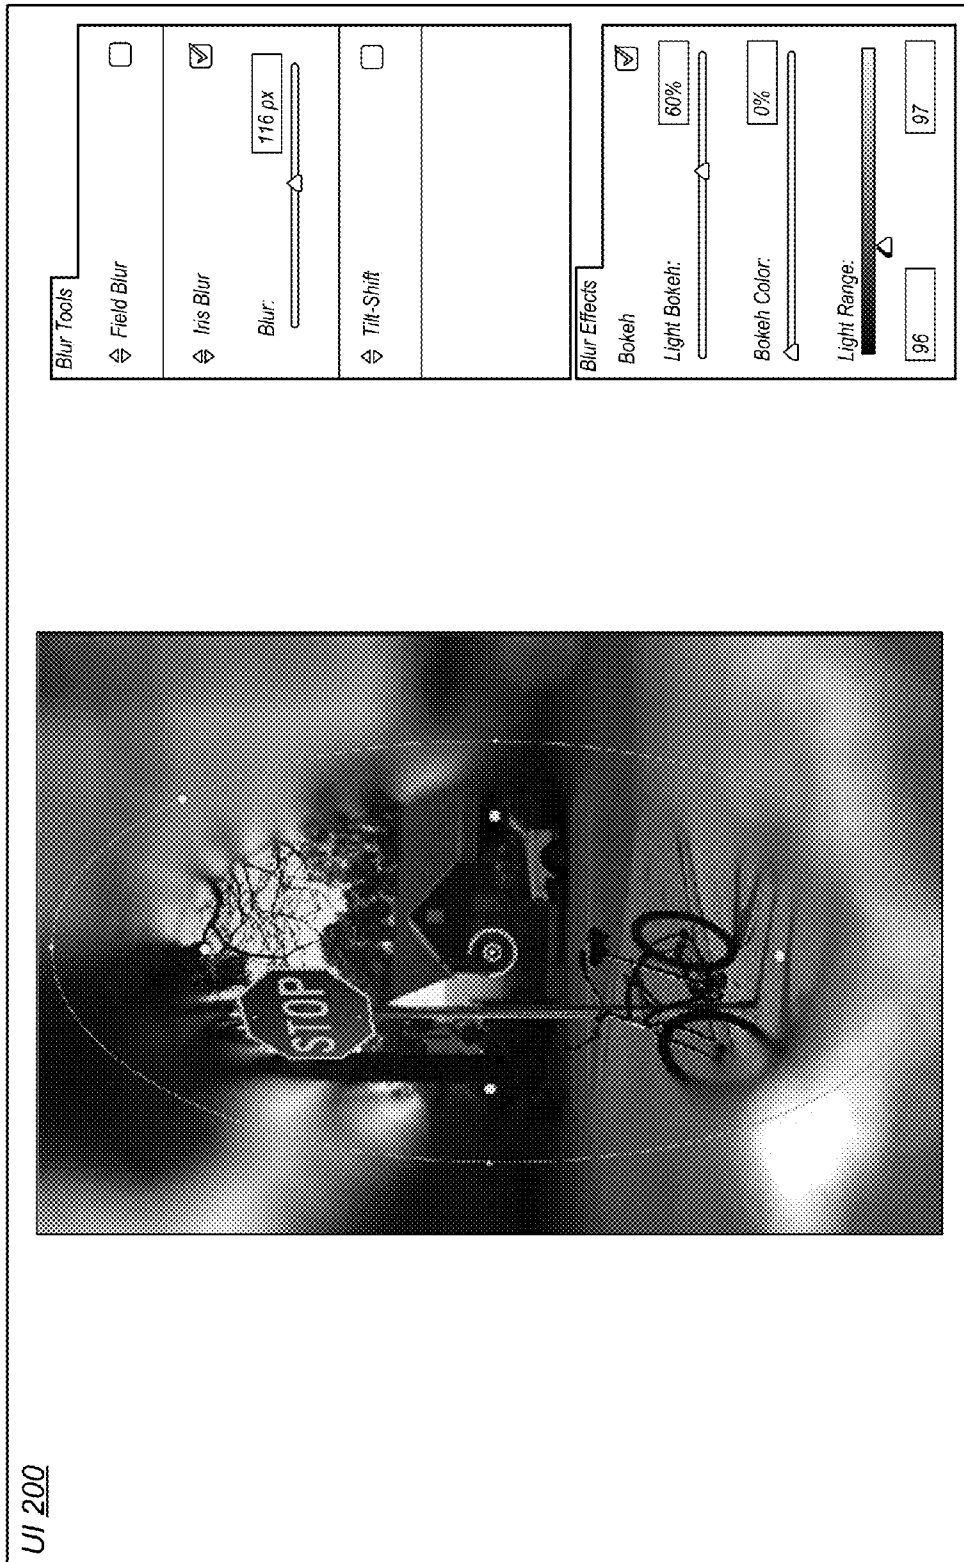 UI 200
STOP
Blur Tools
Field Blur
Iris Blur
Blur:
116 px
Tilt-Shift
Blur Effects
Bokeh
Light Bokeh:
60%
Bokeh Color:
0%
Light Range:
96
97